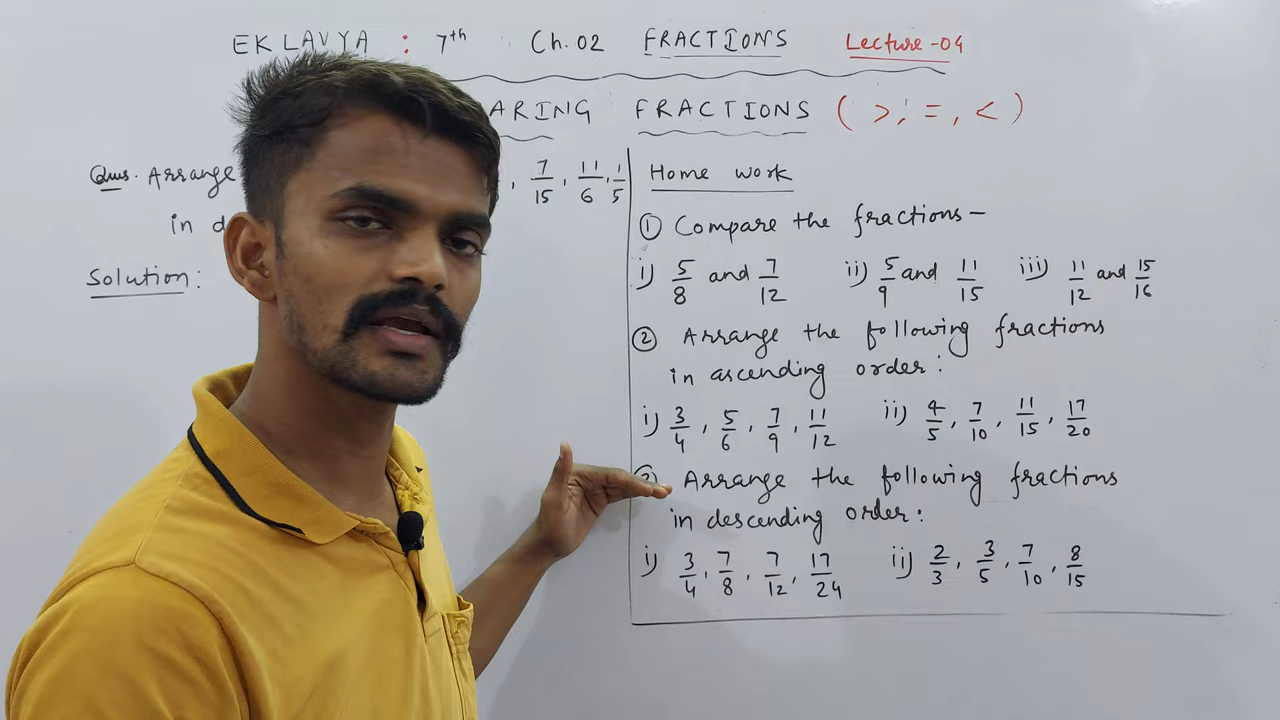 EKLAVYA : 7th Ch. 02 FRACTIONS Lecture-04
ARING FRACTIONS ( >, =, < )
Ques. Arrange , 7/15, 11/6, 1/5
in d
Solution:
Home work
① Compare the fractions-
i) 5/8 and 7/12 ii) 5/9 and 11/15 iii) 11/12 and 15/16
② Arrange the following fractions
in ascending order:
i) 3/4, 5/6, 7/9, 11/12 ii) 4/5, 7/10, 11/15, 17/20
③ Arrange the following fractions
in descending order:
i) 3/4, 7/8, 7/12, 17/24 ii) 2/3, 3/5, 7/10, 8/15